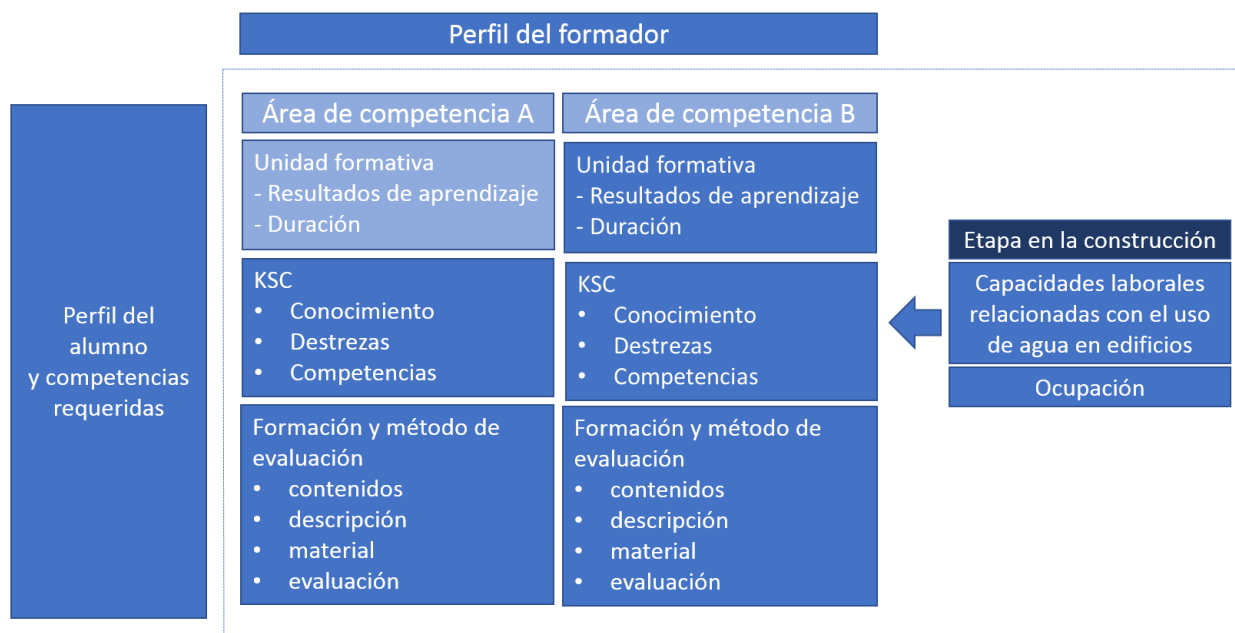 Perfil del formador
Perfil del
alumno
y competencias
requeridas
Área de competencia A
Unidad formativa
- Resultados de aprendizaje
- Duración
KSC
• Conocimiento
• Destrezas
• Competencias
Formación y método de
evaluación
• contenidos
• descripción
• material
• evaluación
Área de competencia B
Unidad formativa
- Resultados de aprendizaje
- Duración
KSC
• Conocimiento
• Destrezas
• Competencias
Formación y método de
evaluación
• contenidos
• descripción
• material
• evaluación
Etapa en la construcción
Capacidades laborales
relacionadas con el uso
de agua en edificios
Ocupación